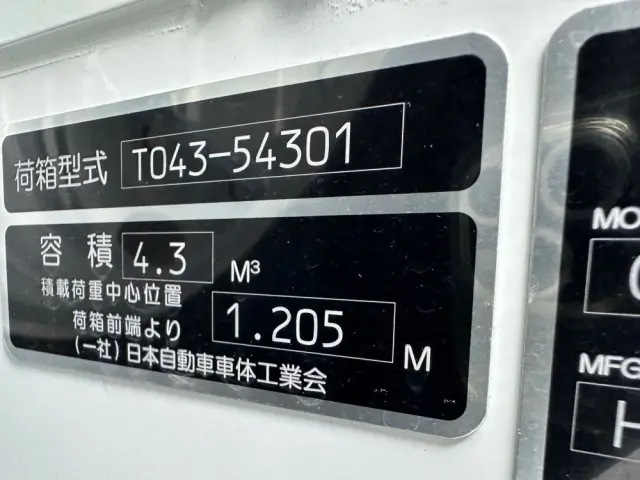 荷箱型式 T043-54301
容積 4.3 M³
積載荷重中心位置
荷箱前端より 1.205 M
(一社)日本自動車車体工業会
MO
MFG
H